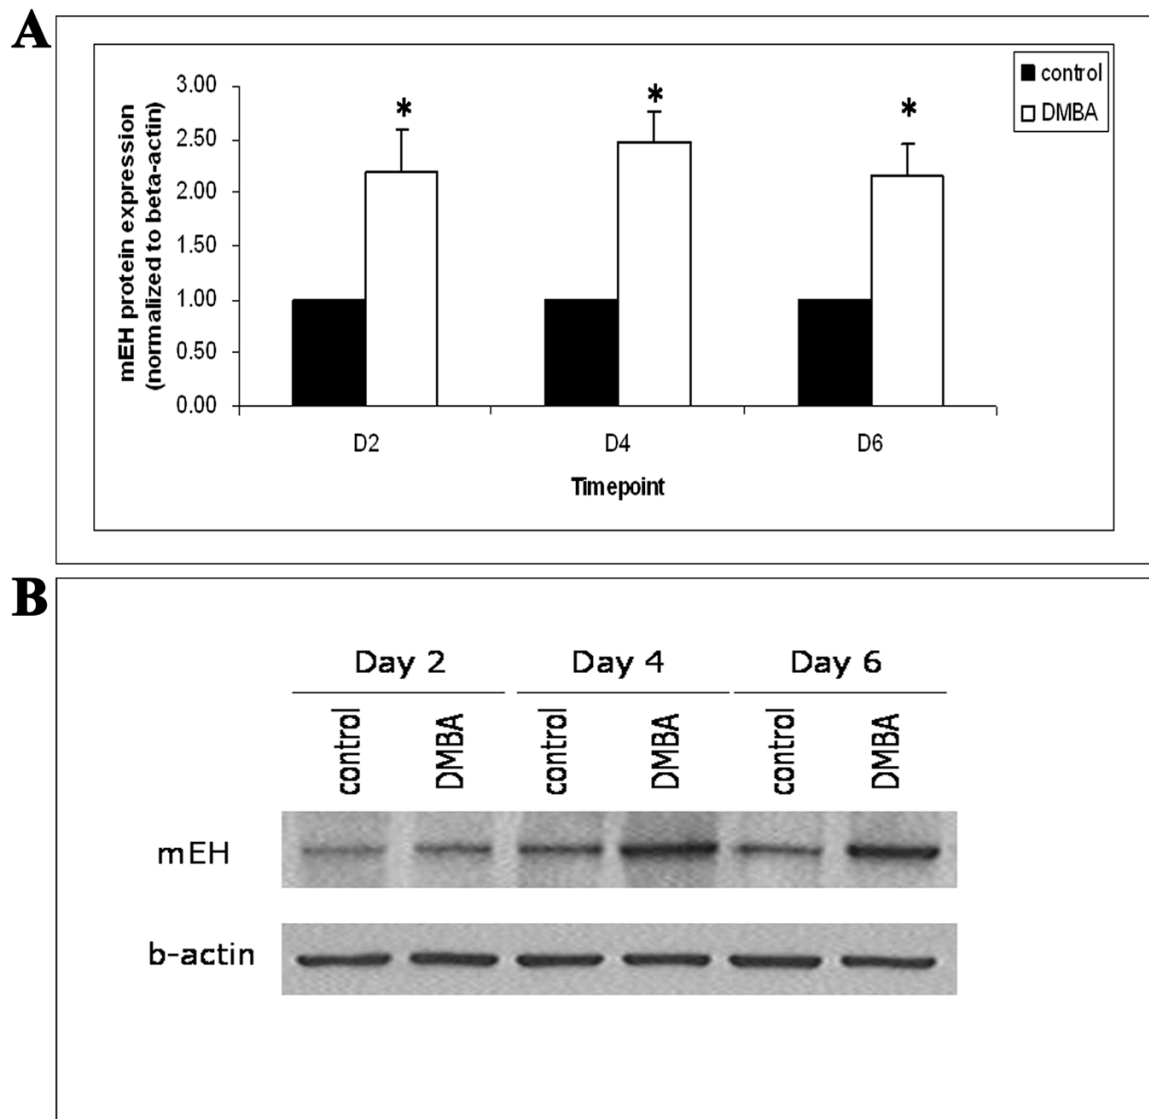 A
mEH protein expression
(normalized to beta-actin)
3.00
2.50
2.00
1.50
1.00
0.50
0.00
*
*
*
control
DMBA
D2 D4 D6
Timepoint
B
Day 2 Day 4 Day 6
control DMBA control DMBA control DMBA
mEH
b-actin